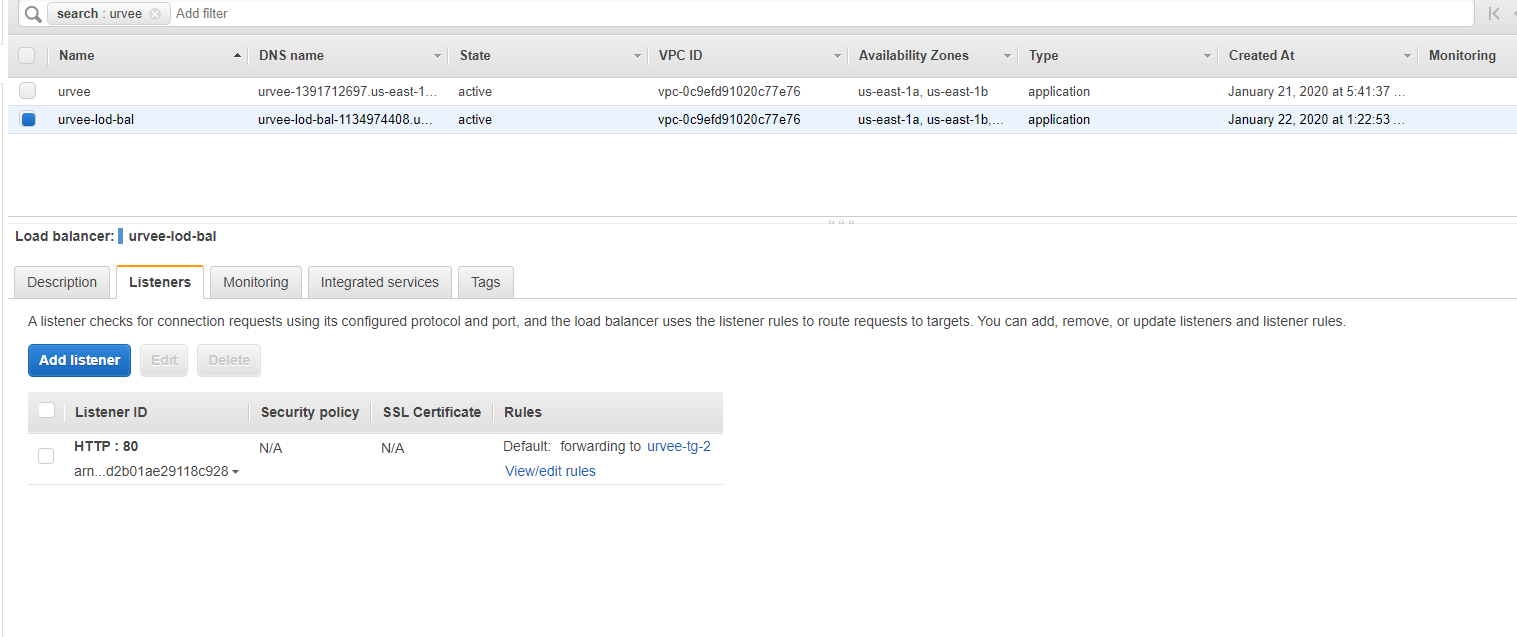 search : urvee Add filter
Name DNS name State VPC ID Availability Zones Type Created At Monitoring
urvee urvee-1391712697.us-east-1... active vpc-0c9efd91020c77e76 us-east-1a, us-east-1b application January 21, 2020 at 5:41:37 ...
urvee-lod-bal urvee-lod-bal-1134974408.u... active vpc-0c9efd91020c77e76 us-east-1a, us-east-1b,... application January 22, 2020 at 1:22:53 ...
Load balancer: urvee-lod-bal
Description Listeners Monitoring Integrated services Tags
A listener checks for connection requests using its configured protocol and port, and the load balancer uses the listener rules to route requests to targets. You can add, remove, or update listeners and listener rules.
Add listener Edit Delete
Listener ID Security policy SSL Certificate Rules
HTTP : 80 N/A N/A Default: forwarding to urvee-tg-2
arn...d2b01ae29118c928 View/edit rules